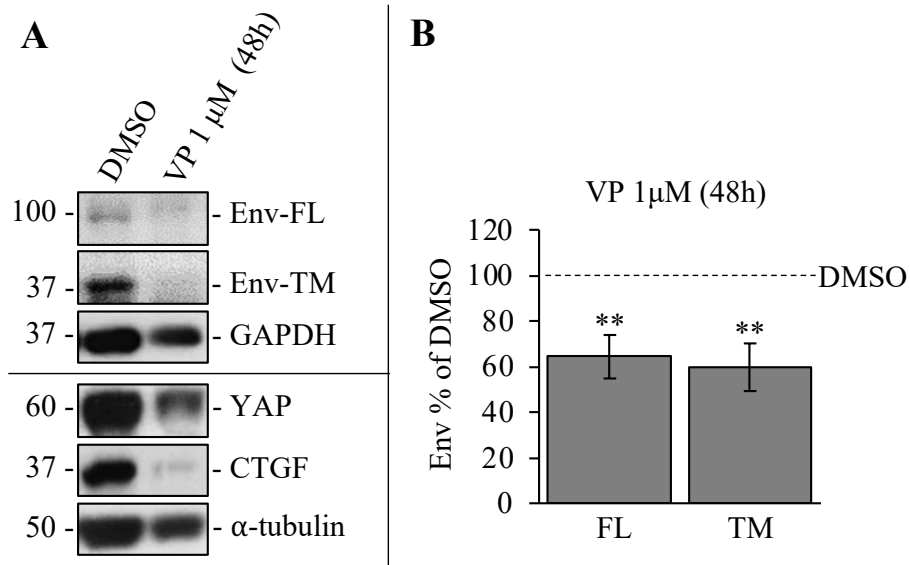 A
DMSO
VP 1 μM (48h)
100 - - Env-FL
37 - - Env-TM
37 - - GAPDH
60 - - YAP
37 - - CTGF
50 - - α-tubulin
B
VP 1μM (48h)
Env % of DMSO
120
100
80
60
40
20
0
DMSO
** **
FL TM